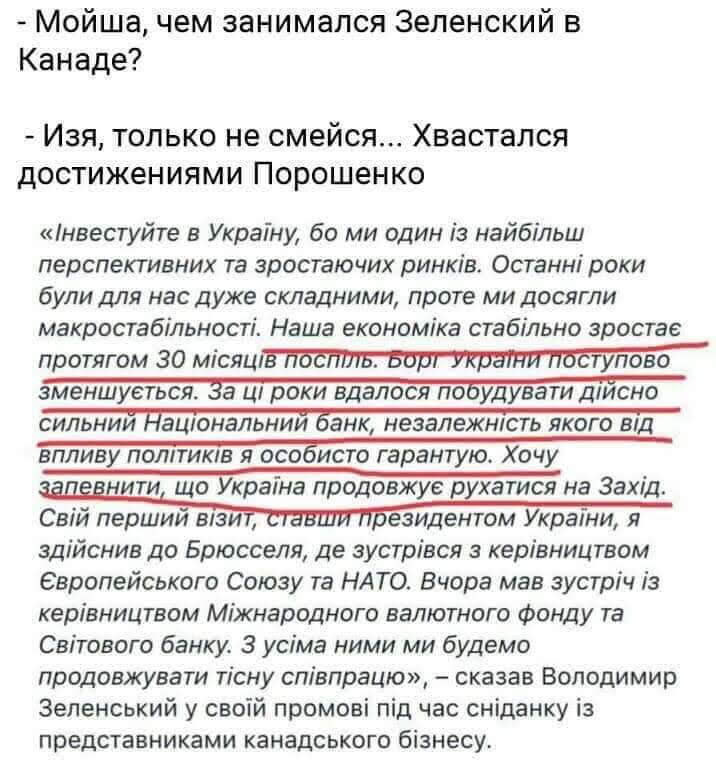 - Мойша, чем занимался Зеленский в
Канаде?
- Изя, только не смейся... Хвастался
достижениями Порошенко
«Інвестуйте в Україну, бо ми один із найбільш
перспективних та зростаючих ринків. Останні роки
були для нас дуже складними, проте ми досягли
макростабільності. Наша економіка стабільно зростає
протягом 30 місяців поспіль. Борг України поступово
зменшується. За ці роки вдалося побудувати дійсно
сильний Національний банк, незалежність якого від
впливу політиків я особисто гарантую. Хочу
запевнити, що Україна продовжує рухатися на Захід.
Свій перший візит, ставши президентом України, я
здійснив до Брюсселя, де зустрівся з керівництвом
Європейського Союзу та НАТО. Вчора мав зустріч із
керівництвом Міжнародного валютного фонду та
Світового банку. З усіма ними ми будемо
продовжувати тісну співпрацю», – сказав Володимир
Зеленський у своїй промові під час сніданку із
представниками канадського бізнесу.